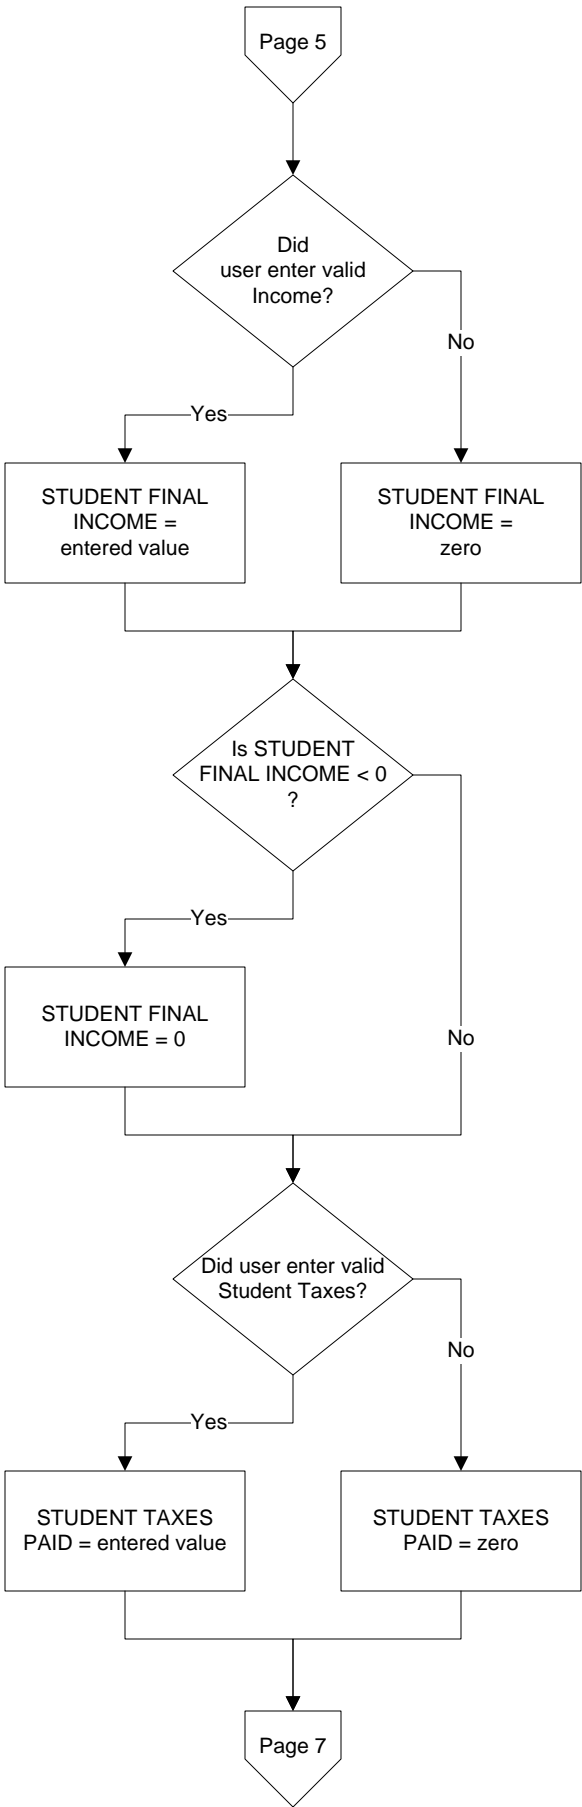 Page 5
Did
user enter valid
Income?
No
Yes
STUDENT FINAL
INCOME =
entered value
STUDENT FINAL
INCOME =
zero
Is STUDENT
FINAL INCOME < 0
?
Yes
STUDENT FINAL
INCOME = 0
No
Did user enter valid
Student Taxes?
No
Yes
STUDENT TAXES
PAID = entered value
STUDENT TAXES
PAID = zero
Page 7